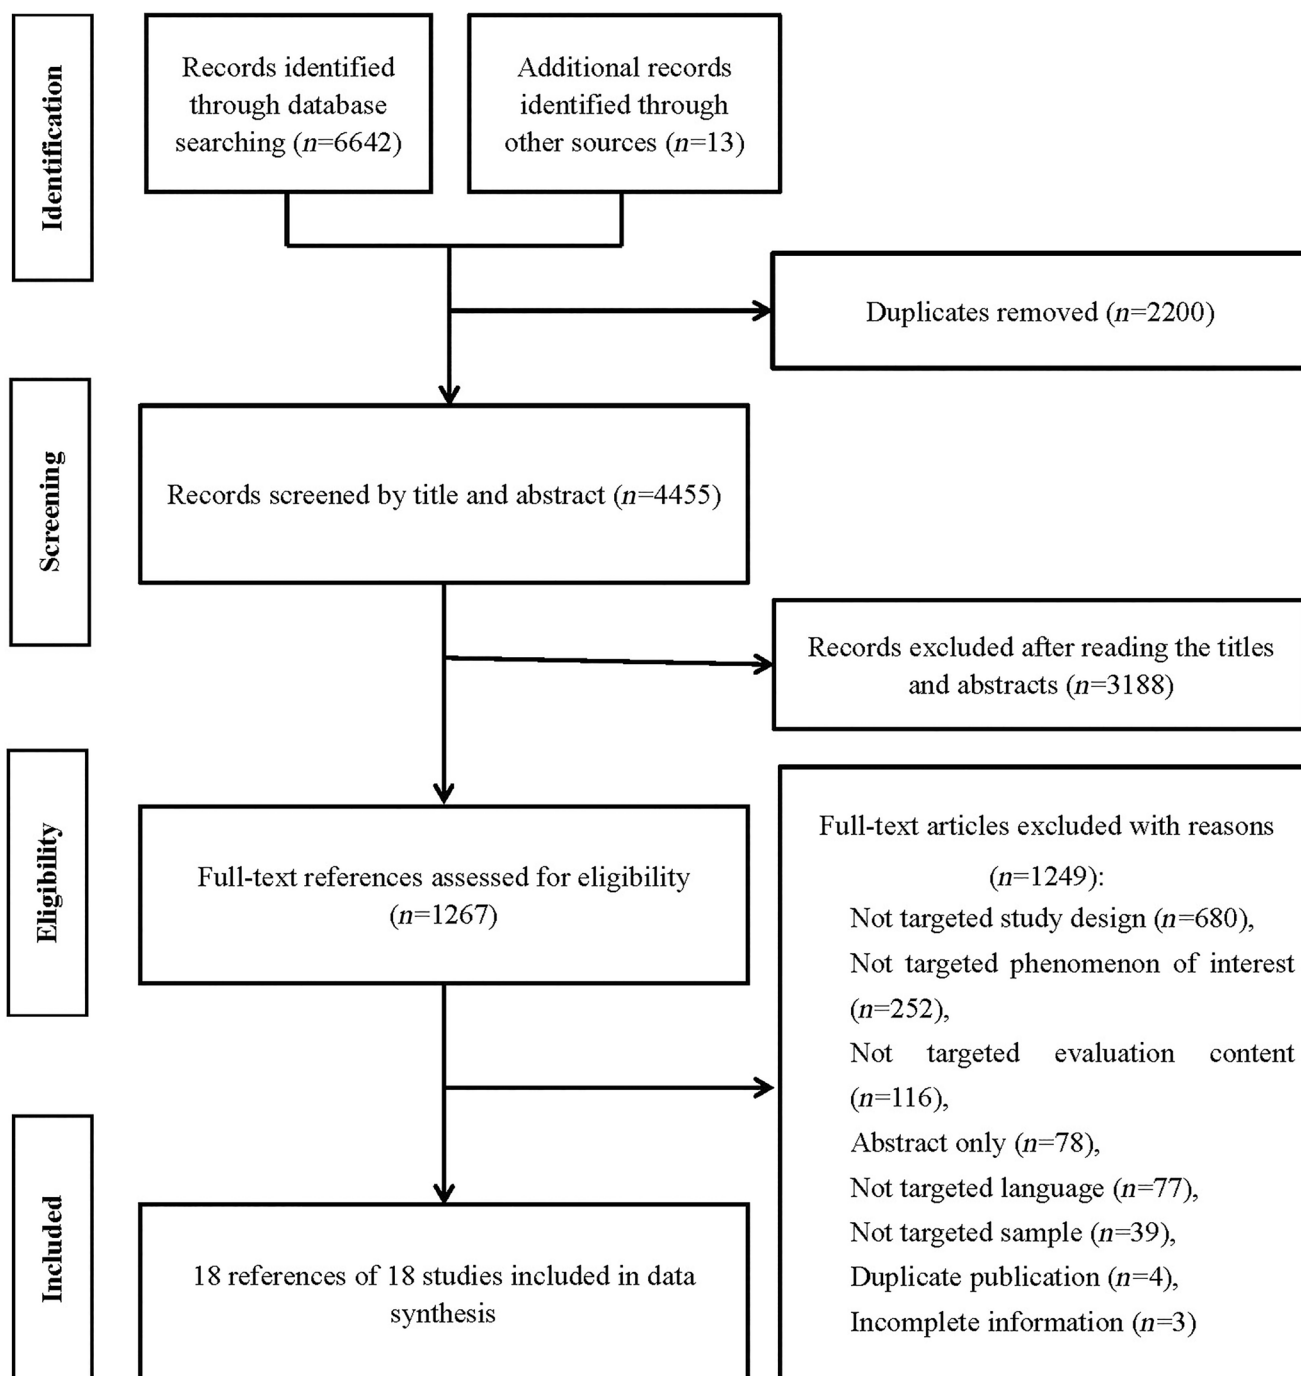 Identification
Records identified
through database
searching (n=6642)
Additional records
identified through
other sources (n=13)
Duplicates removed (n=2200)
Screening
Records screened by title and abstract (n=4455)
Records excluded after reading the titles
and abstracts (n=3188)
Eligibility
Full-text references assessed for eligibility
(n=1267)
Full-text articles excluded with reasons
(n=1249):
Not targeted study design (n=680),
Not targeted phenomenon of interest
(n=252),
Not targeted evaluation content
(n=116),
Abstract only (n=78),
Not targeted language (n=77),
Not targeted sample (n=39),
Duplicate publication (n=4),
Incomplete information (n=3)
Included
18 references of 18 studies included in data
synthesis